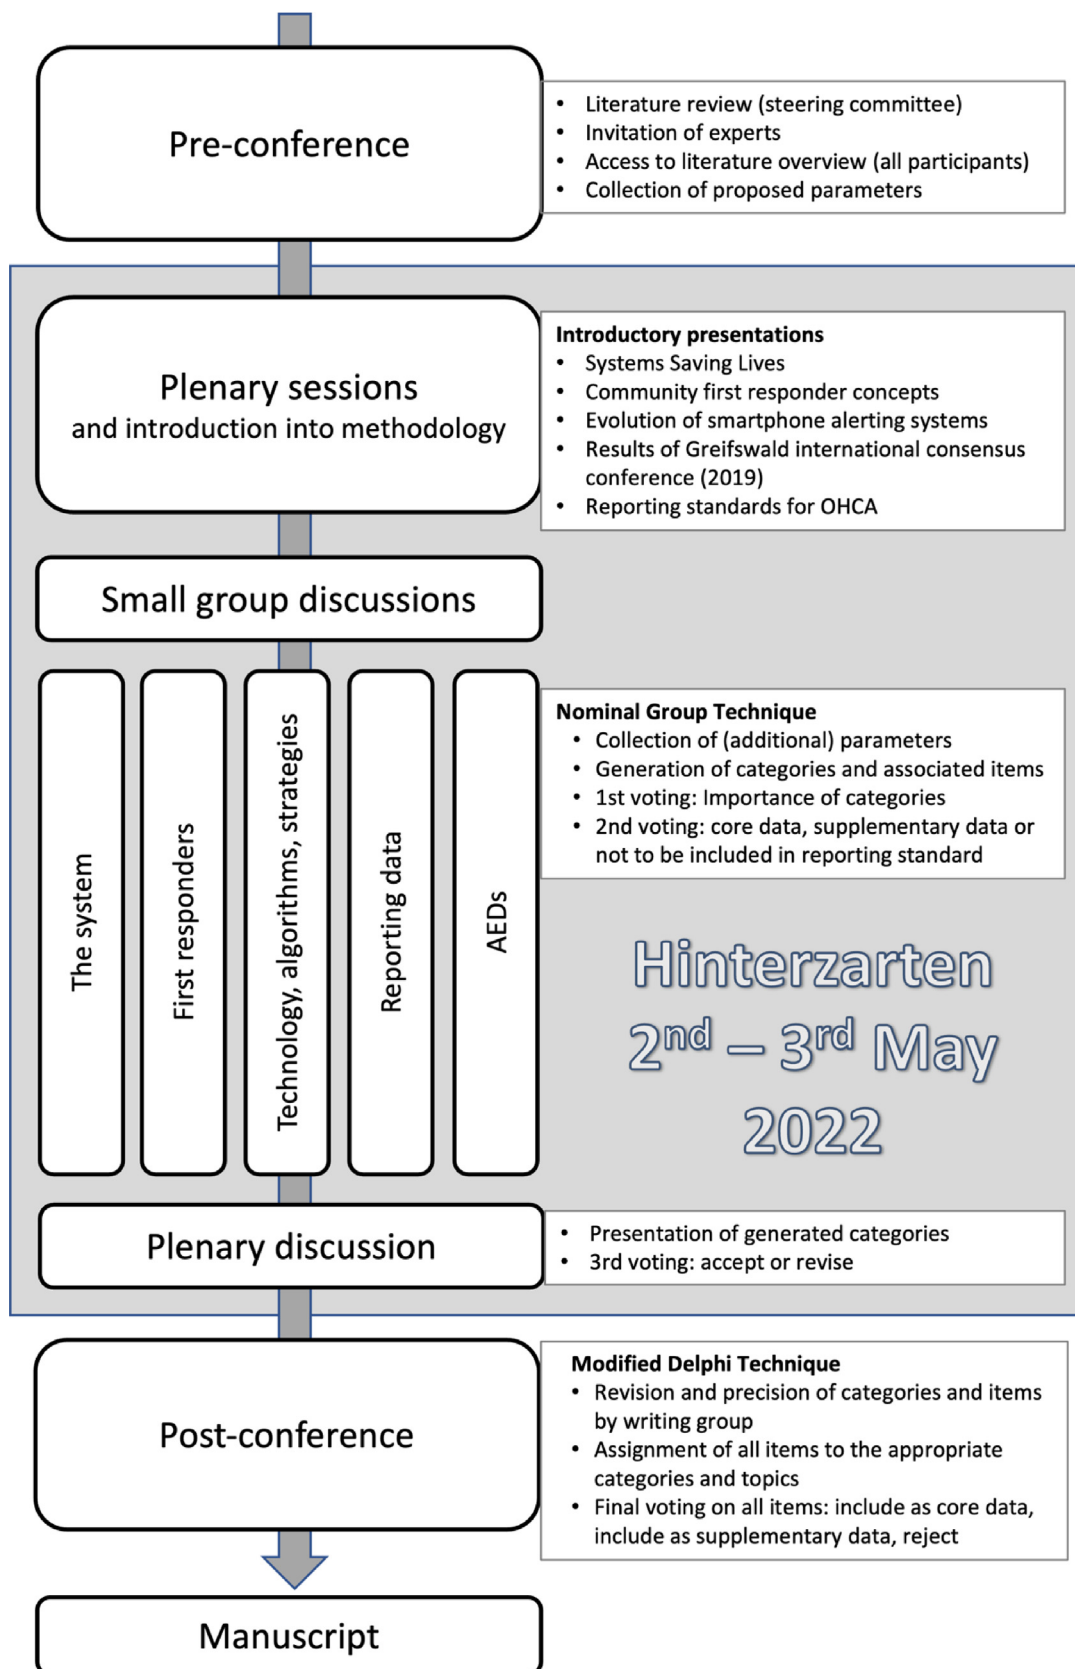 Pre-conference
• Literature review (steering committee)
• Invitation of experts
• Access to literature overview (all participants)
• Collection of proposed parameters
Plenary sessions
and introduction into methodology
Introductory presentations
• Systems Saving Lives
• Community first responder concepts
• Evolution of smartphone alerting systems
• Results of Greifswald international consensus
conference (2019)
• Reporting standards for OHCA
Small group discussions
The system
First responders
Technology, algorithms, strategies
Reporting data
AEDs
Nominal Group Technique
• Collection of (additional) parameters
• Generation of categories and associated items
• 1st voting: Importance of categories
• 2nd voting: core data, supplementary data or
not to be included in reporting standard
Hinterzarten
2nd – 3rd May
2022
Plenary discussion
• Presentation of generated categories
• 3rd voting: accept or revise
Post-conference
Modified Delphi Technique
• Revision and precision of categories and items
by writing group
• Assignment of all items to the appropriate
categories and topics
• Final voting on all items: include as core data,
include as supplementary data, reject
Manuscript